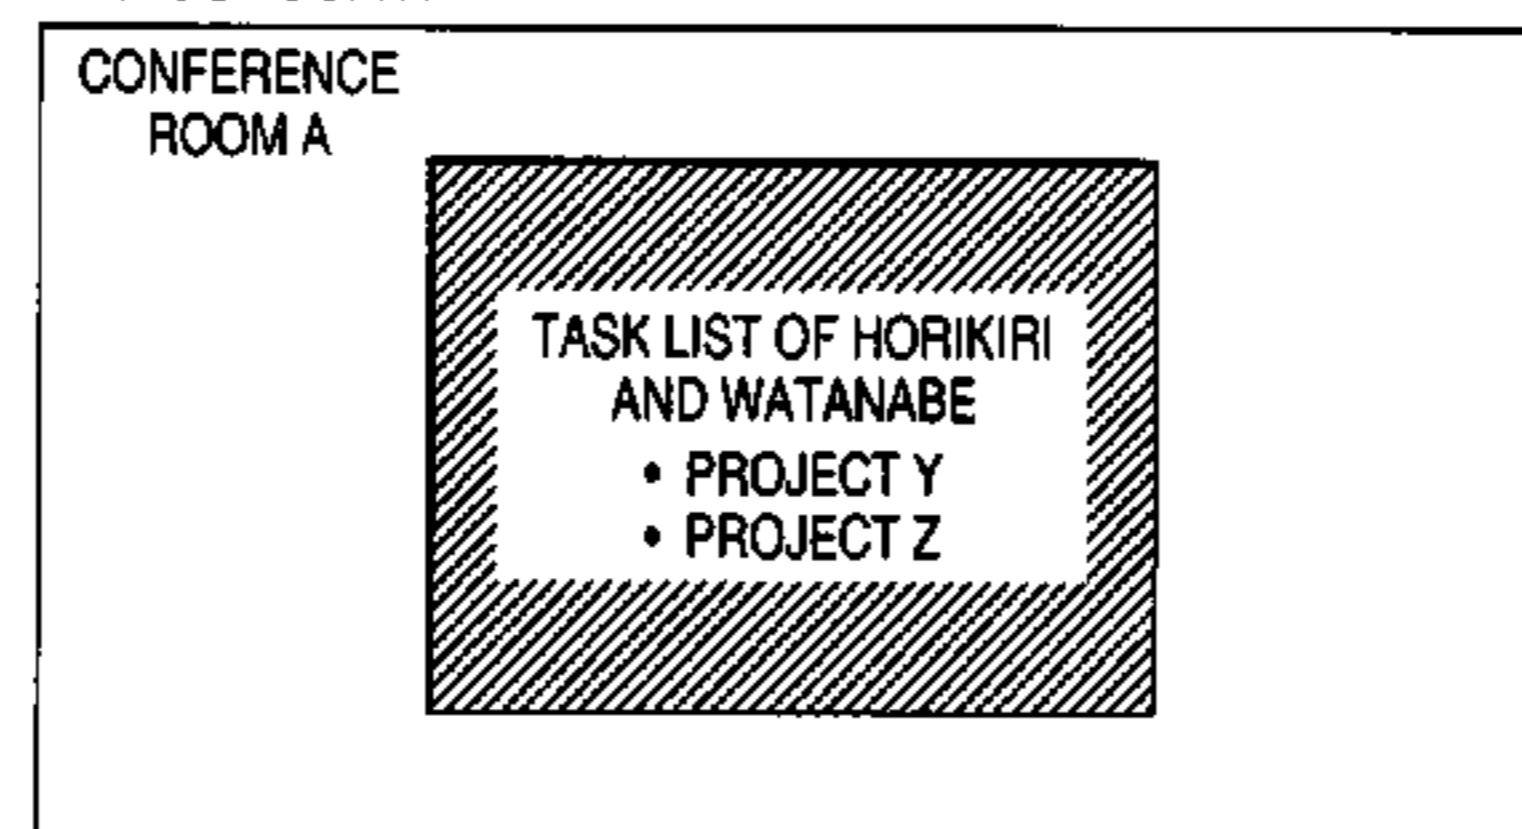 CONFERENCE
ROOM A
TASK LIST OF HORIKIRI
AND WATANABE
• PROJECT Y
• PROJECT Z